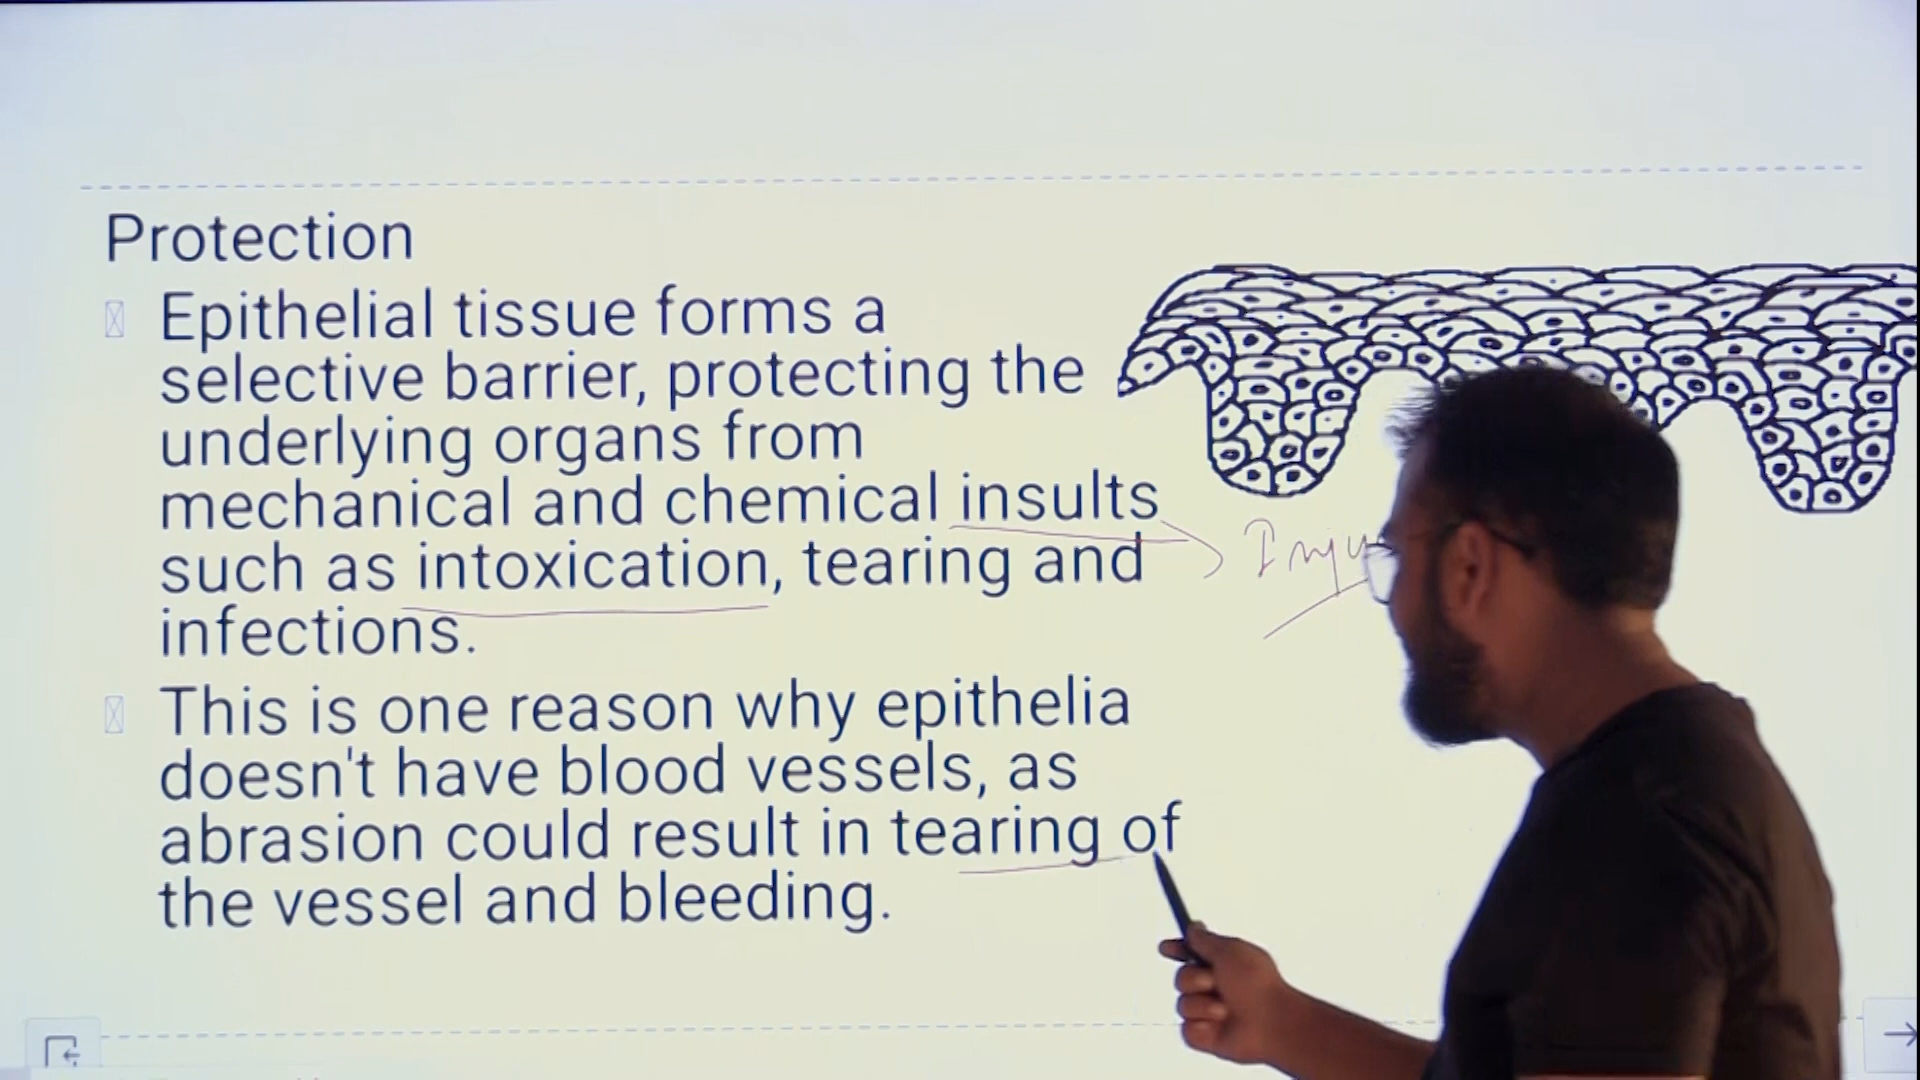 Protection
Epithelial tissue forms a
selective barrier, protecting the
underlying organs from
mechanical and chemical insults
such as intoxication, tearing and
infections.
This is one reason why epithelia
doesn't have blood vessels, as
abrasion could result in tearing of
the vessel and bleeding.